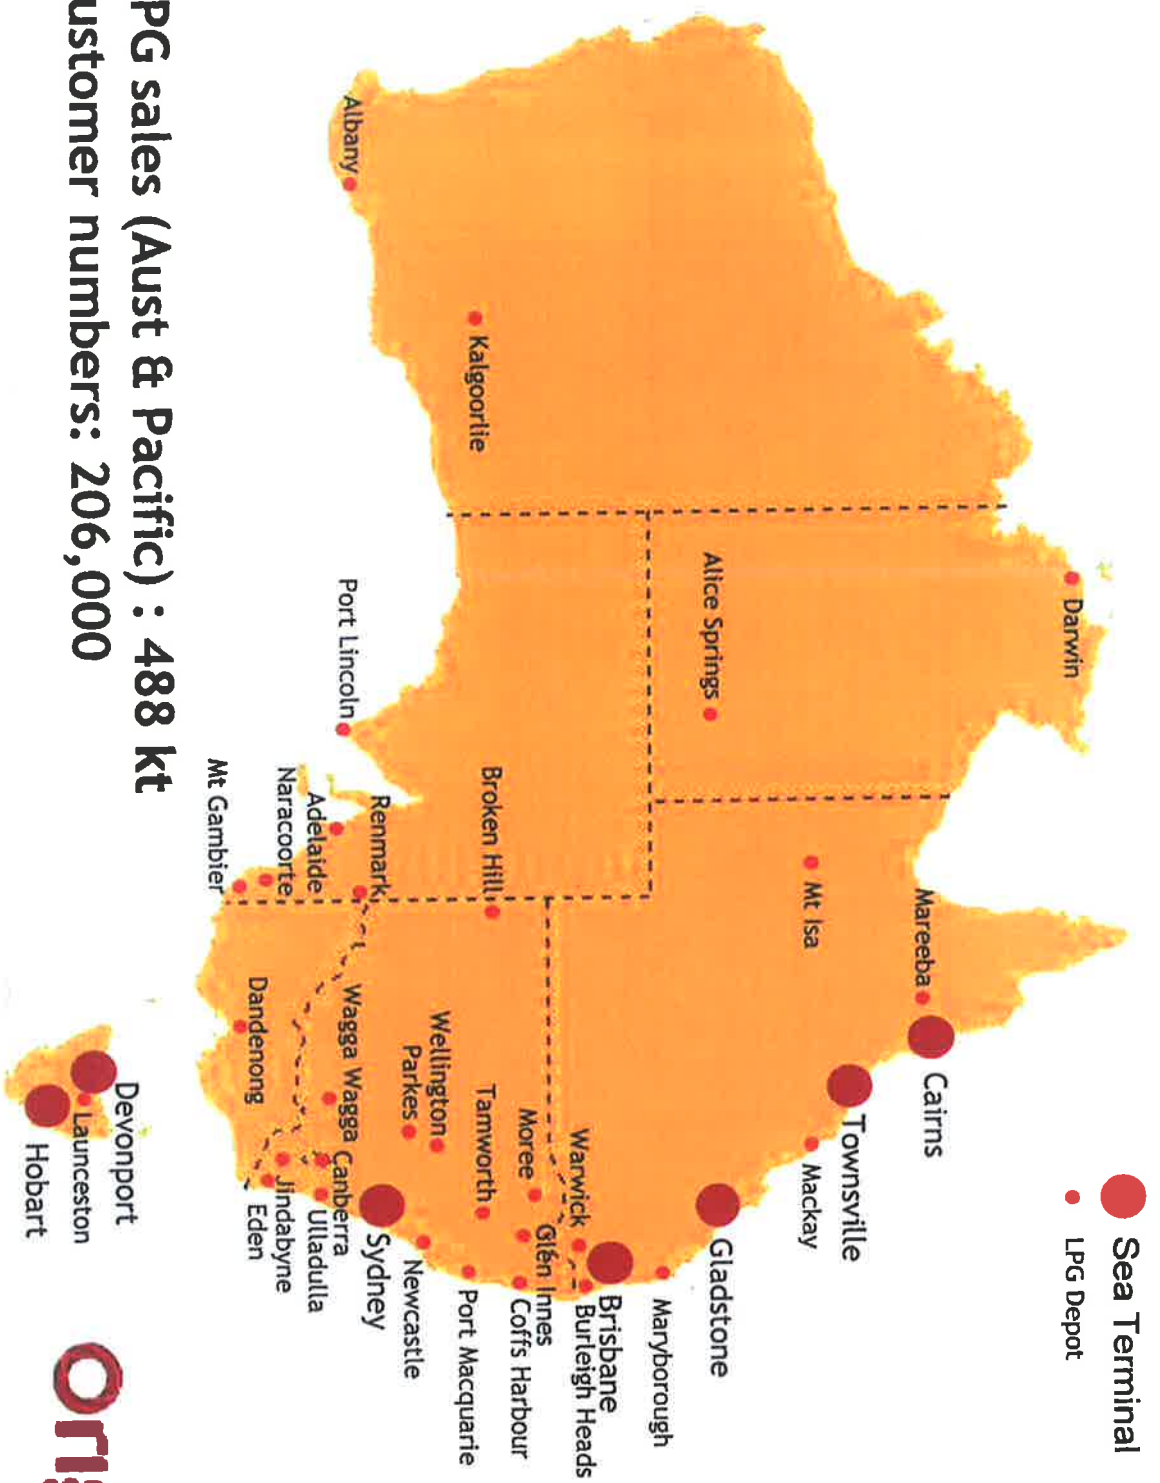 Sea Terminal
LPG Depot
Darwin
Mareeba
Cairns
Townsville
Mt Isa
Mackay
Alice Springs
Gladstone
Maryborough
Brisbane
Burleigh Heads
Warwick
Glen Innes
Coffs Harbour
Moree
Tamworth
Port Macquarie
Kalgoorlie
Broken Hill
Wellington
Parkes
Newcastle
Sydney
Albany
Port Lincoln
Renmark
Adelaide
Naracoorte
Mt Gambier
Wagga Wagga
Canberra
Ulladulla
Jindabyne
Eden
Dandenong
Devonport
Launceston
Hobart
PG sales (Aust & Pacific) : 488 kt
ustomer numbers: 206,000